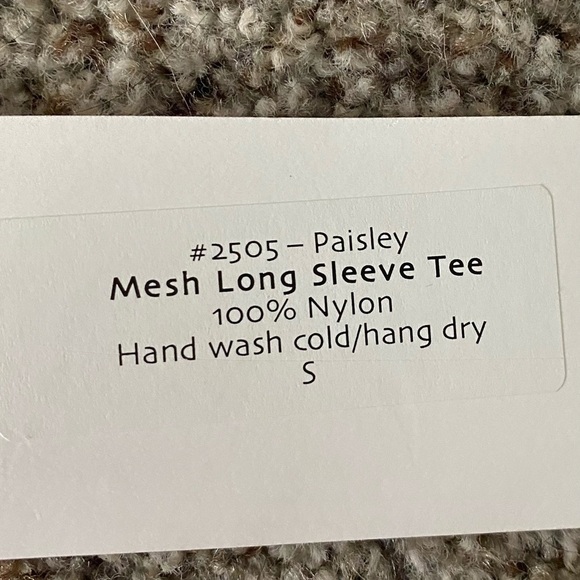 #2505 – Paisley
Mesh Long Sleeve Tee
100% Nylon
Hand wash cold/hang dry
S